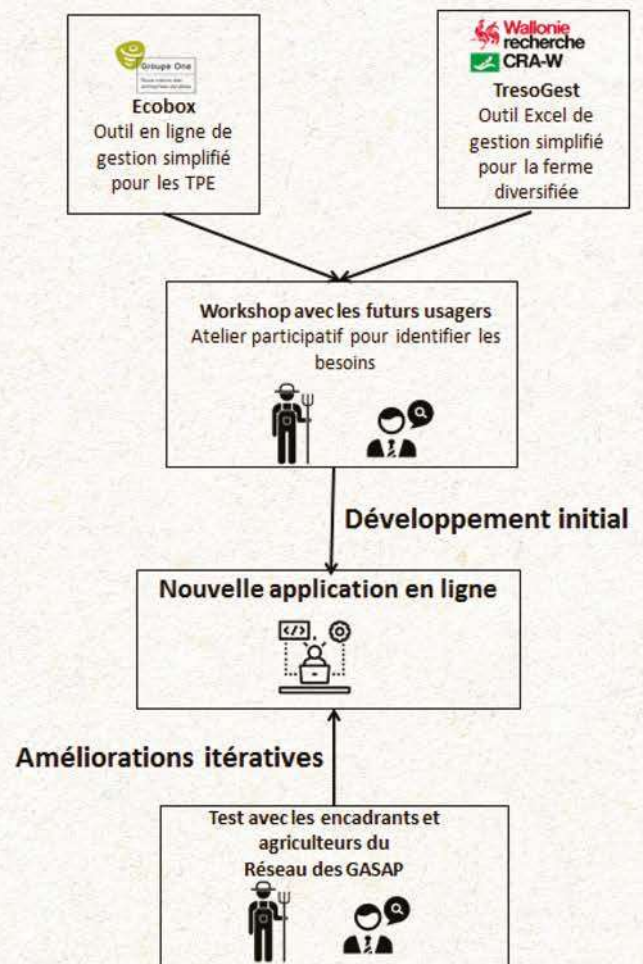 Groupe One
Ecobox
Outil en ligne de
gestion simplifié
pour les TPE
Wallonie
recherche
CRA-W
TresoGest
Outil Excel de
gestion simplifié
pour la ferme
diversifiée
Workshop avec les futurs usagers
Atelier participatif pour identifier les
besoins
Développement initial
Nouvelle application en ligne
</>
Améliorations itératives
Test avec les encadrants et
agriculteurs du
Réseau des GASAP